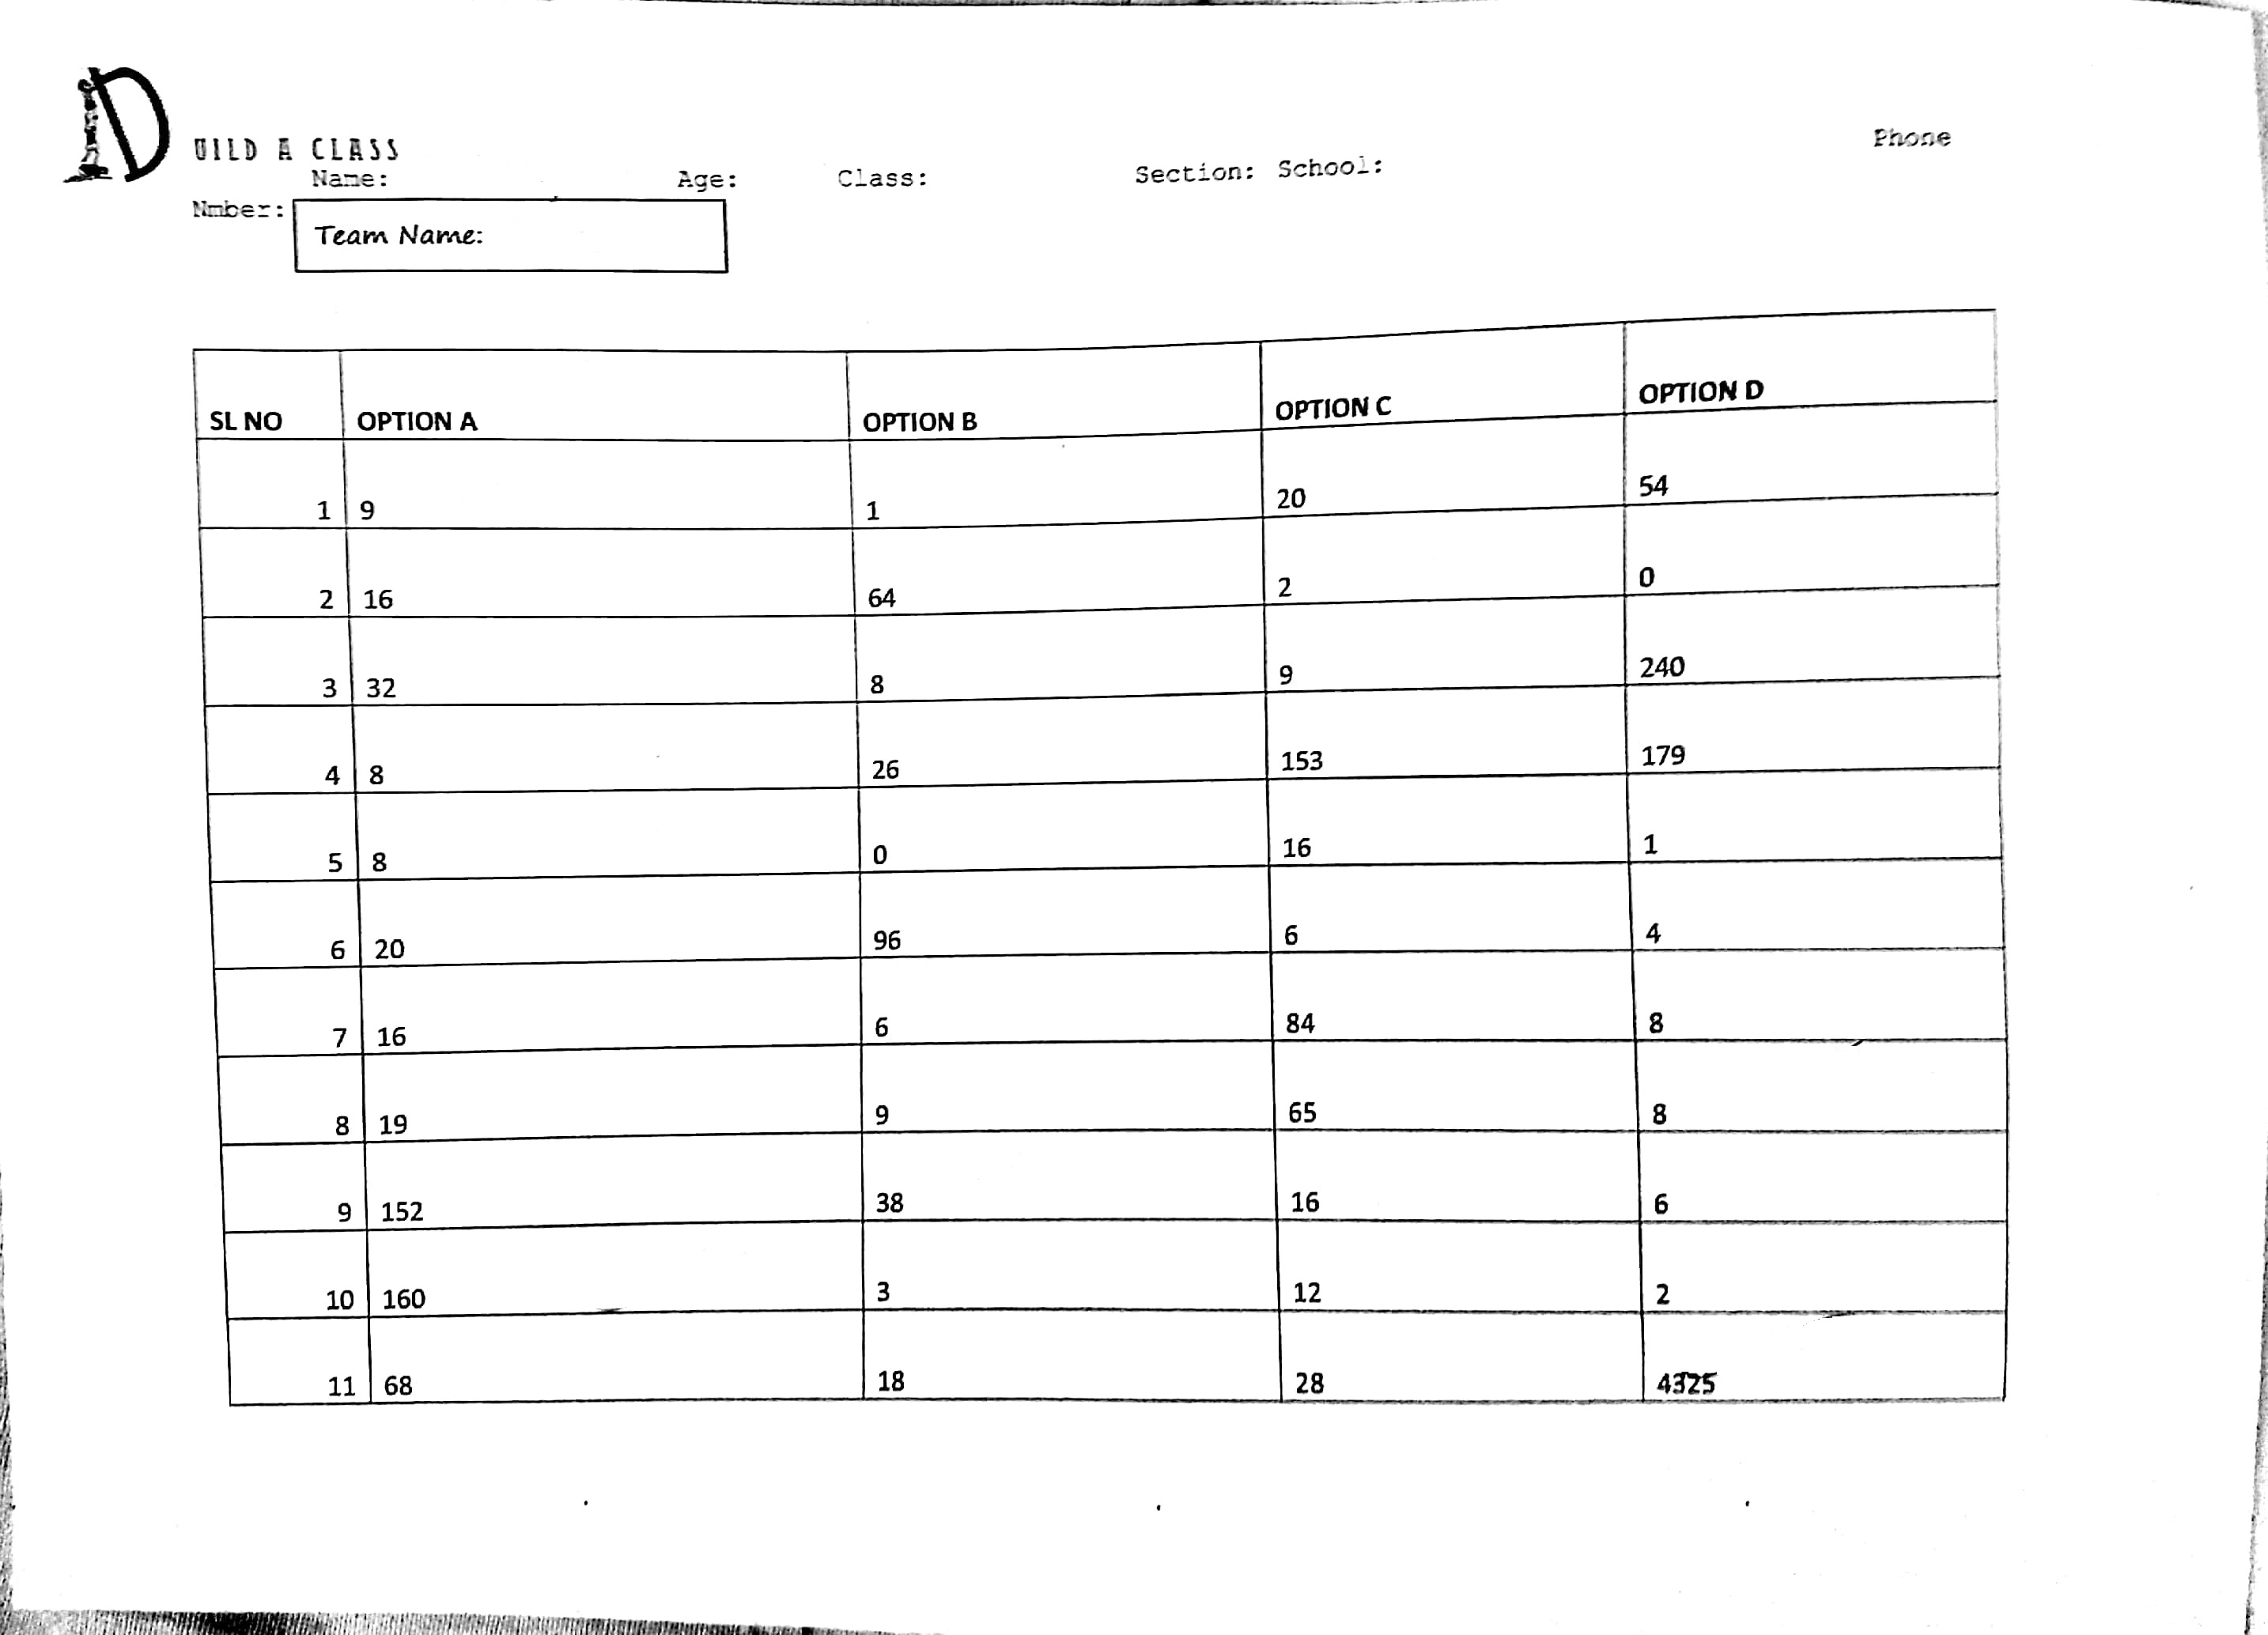 UILD A CLASS
Name: Age: Class: Section: School: Phone
Nmber:
Team Name:
SL NO OPTION A OPTION B OPTION C OPTION D
1 9 1 20 54
2 16 64 2 0
3 32 8 9 240
4 8 26 153 179
5 8 0 16 1
6 20 96 6 4
7 16 6 84 8
8 19 9 65 8
9 152 38 16 6
10 160 3 12 2
11 68 18 28 4325